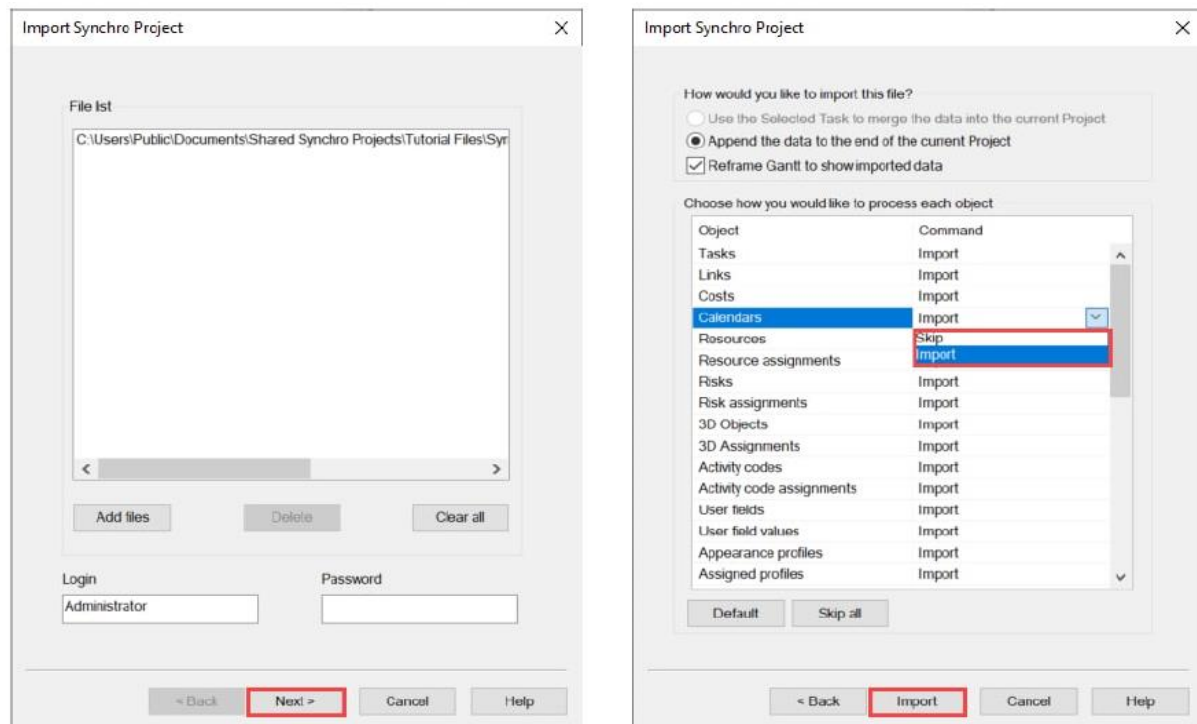 Import Synchro Project
File list
C:\Users\Public\Documents\Shared Synchro Projects\Tutorial Files\Syr
Add files
Delete
Clear all
Login
Password
Administrator
< Back
Next >
Cancel
Help
Import Synchro Project
How would you like to import this file?
Use the Selected Task to merge the data into the current Project
Append the data to the end of the current Project
Reframe Gantt to show imported data
Choose how you would like to process each object
Object Command
Tasks Import
Links Import
Costs Import
Calendars Import
Resources Skip
Resource assignments Import
Risks Import
Risk assignments Import
3D Objects Import
3D Assignments Import
Activity codes Import
Activity code assignments Import
User fields Import
User field values Import
Appearance profiles Import
Assigned profiles Import
Default
Skip all
< Back
Import
Cancel
Help